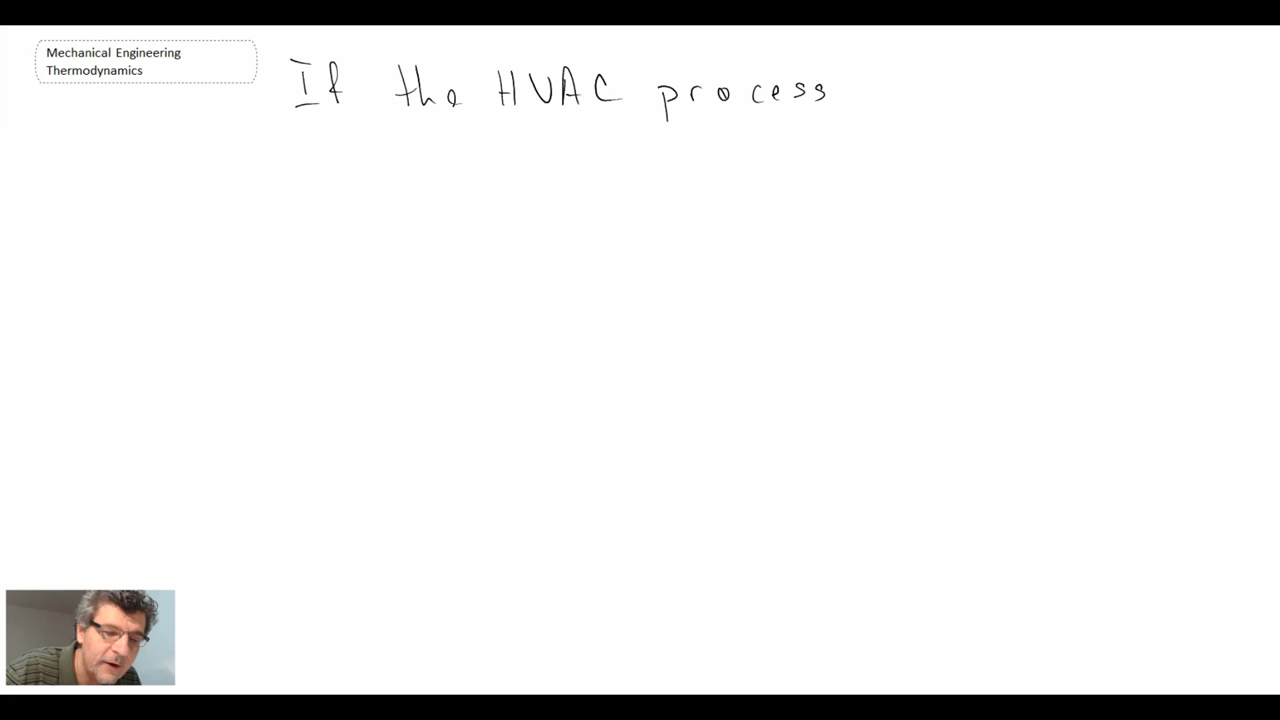 Mechanical Engineering
Thermodynamics
If the HVAC process